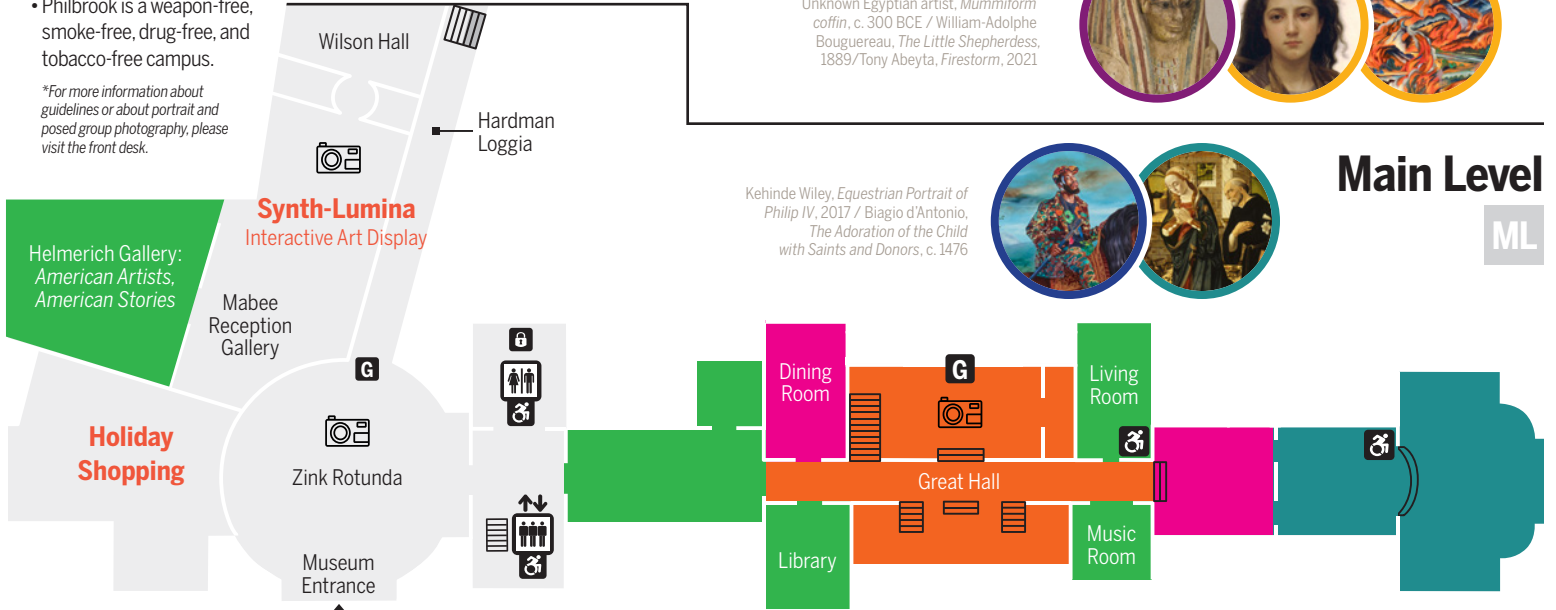 • Philbrook is a weapon-free,
smoke-free, drug-free, and
tobacco-free campus.
*For more information about
guidelines or about portrait and
posed group photography, please
visit the front desk.
Wilson Hall
Hardman
Loggia
Unknown Egyptian artist, Mummiform
coffin, c. 300 BCE / William-Adolphe
Bouguereau, The Little Shepherdess,
1889/Tony Abeyta, Firestorm, 2021
Main Level
ML
Kehinde Wiley, Equestrian Portrait of
Philip IV, 2017 / Biagio d'Antonio,
The Adoration of the Child
with Saints and Donors, c. 1476
Synth-Lumina
Interactive Art Display
Helmerich Gallery:
American Artists,
American Stories
Mabee
Reception
Gallery
G
Holiday
Shopping
Zink Rotunda
Museum
Entrance
Dining
Room
G
Living
Room
Great Hall
Library
Music
Room